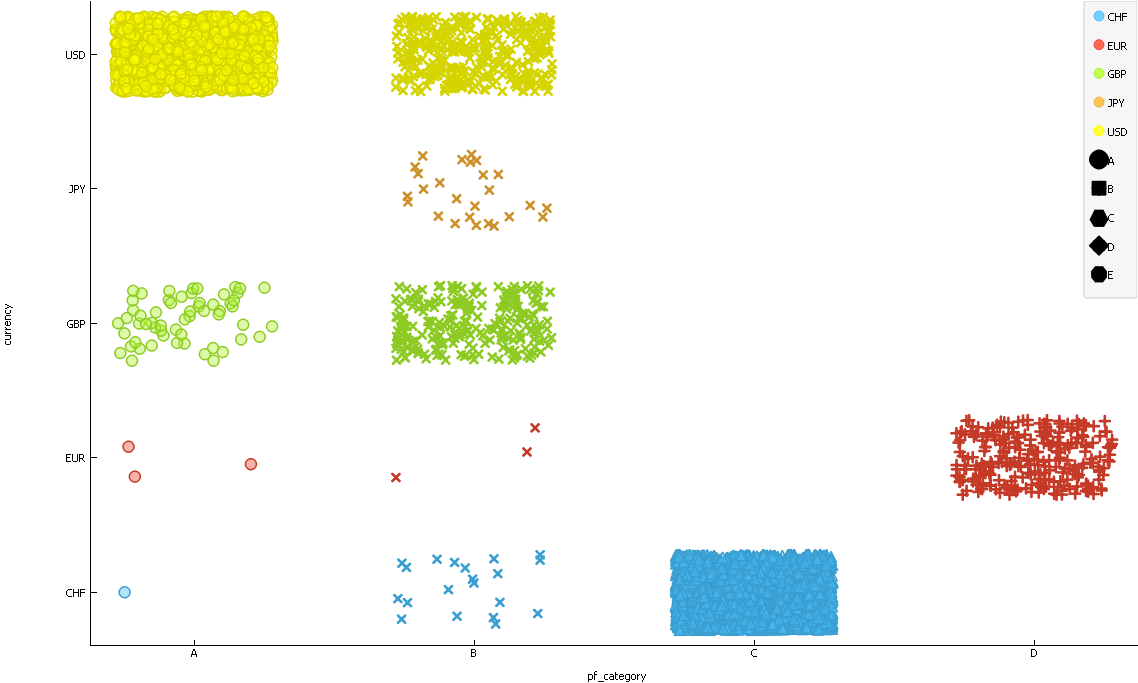 USD
JPY
GBP
EUR
CHF
currency
A
B
C
D
pf_category
CHF
EUR
GBP
JPY
USD
A
B
C
D
E